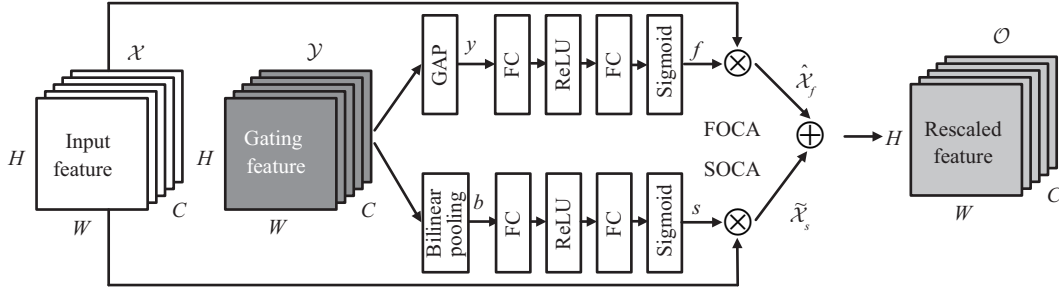 𝒳
Input
feature
H
W
C
𝒴
Gating
feature
H
W
C
GAP
y
FC
ReLU
FC
Sigmoid
f
⊗
X̂_f
FOCA
⊕
SOCA
Bilinear
pooling
b
FC
ReLU
FC
Sigmoid
s
⊗
X̃_s
𝒪
Rescaled
feature
H
W
C